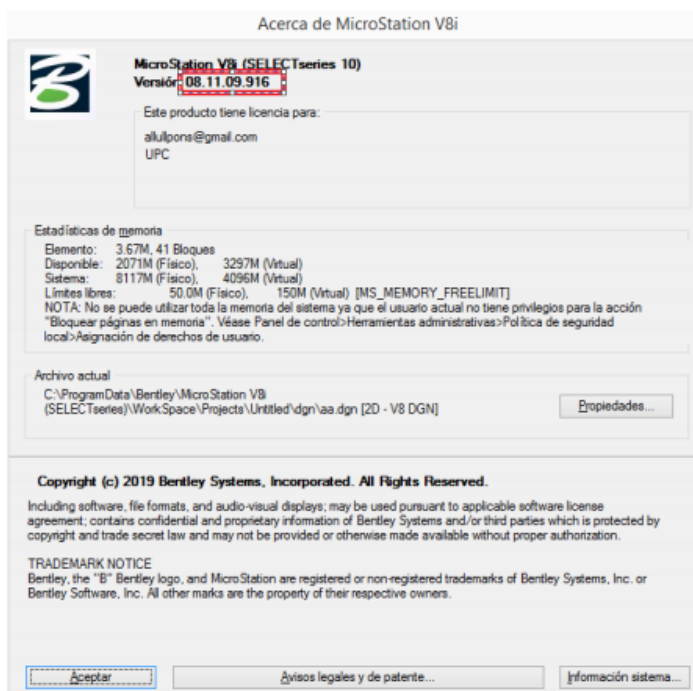 Acerca de MicroStation V8i
MicroStation V8i (SELECTseries 10)
Versión 08.11.09.916
Este producto tiene licencia para:
allullpons@gmail.com
UPC
Estadísticas de memoria
Elemento: 3.67M, 41 Bloques
Disponible: 2071M (Físico), 3297M (Virtual)
Sistema: 8117M (Físico), 4096M (Virtual)
Límites libres: 50.0M (Físico), 150M (Virtual) [MS_MEMORY_FREELIMIT]
NOTA: No se puede utilizar toda la memoria del sistema ya que el usuario actual no tiene privilegios para la acción
"Bloquear páginas en memoria". Véase Panel de control>Herramientas administrativas>Política de seguridad
local>Asignación de derechos de usuario.
Archivo actual
C:\ProgramData\Bentley\MicroStation V8i
(SELECTseries)\WorkSpace\Projects\Untitled\dgn\aa.dgn [2D - V8 DGN]
Propiedades...
Copyright (c) 2019 Bentley Systems, Incorporated. All Rights Reserved.
Including software, file formats, and audio-visual displays; may be used pursuant to applicable software license
agreement; contains confidential and proprietary information of Bentley Systems and/or third parties which is protected by
copyright and trade secret law and may not be provided or otherwise made available without proper authorization.
TRADEMARK NOTICE
Bentley, the "B" Bentley logo, and MicroStation are registered or non-registered trademarks of Bentley Systems, Inc. or
Bentley Software, Inc. All other marks are the property of their respective owners.
Aceptar
Avisos legales y de patente...
Información sistema...